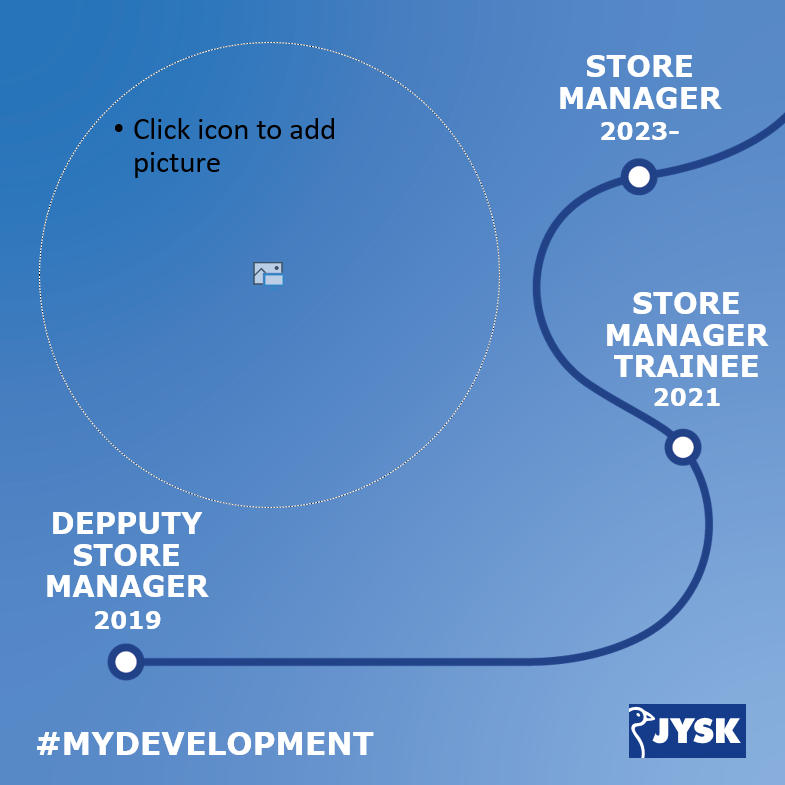 • Click icon to add
picture
STORE
MANAGER
2023–
STORE
MANAGER
TRAINEE
2021
DEPPUTY
STORE
MANAGER
2019
#MYDEVELOPMENT
JYSK